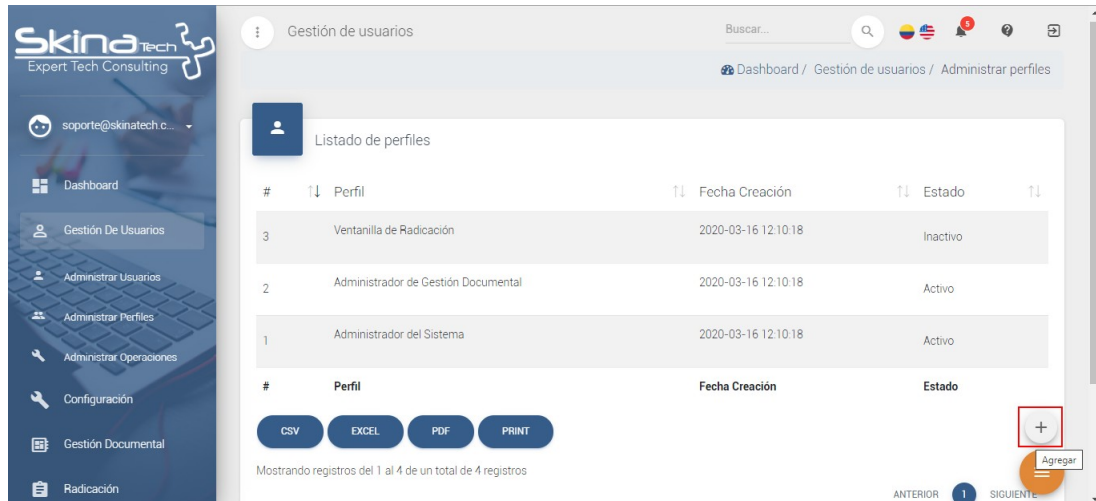 Skina Tech
Expert Tech Consulting
soporte@skinatech.c...
Dashboard
Gestión De Usuarios
Administrar Usuarios
Administrar Perfiles
Administrar Operaciones
Configuración
Gestión Documental
Radicación
Gestión de usuarios
Buscar...
5
Dashboard / Gestión de usuarios / Administrar perfiles
Listado de perfiles
# Perfil Fecha Creación Estado
3 Ventanilla de Radicación 2020-03-16 12:10:18 Inactivo
2 Administrador de Gestión Documental 2020-03-16 12:10:18 Activo
1 Administrador del Sistema 2020-03-16 12:10:18 Activo
# Perfil Fecha Creación Estado
CSV EXCEL PDF PRINT
Agregar
Mostrando registros del 1 al 4 de un total de 4 registros
ANTERIOR 1 SIGUIENTE